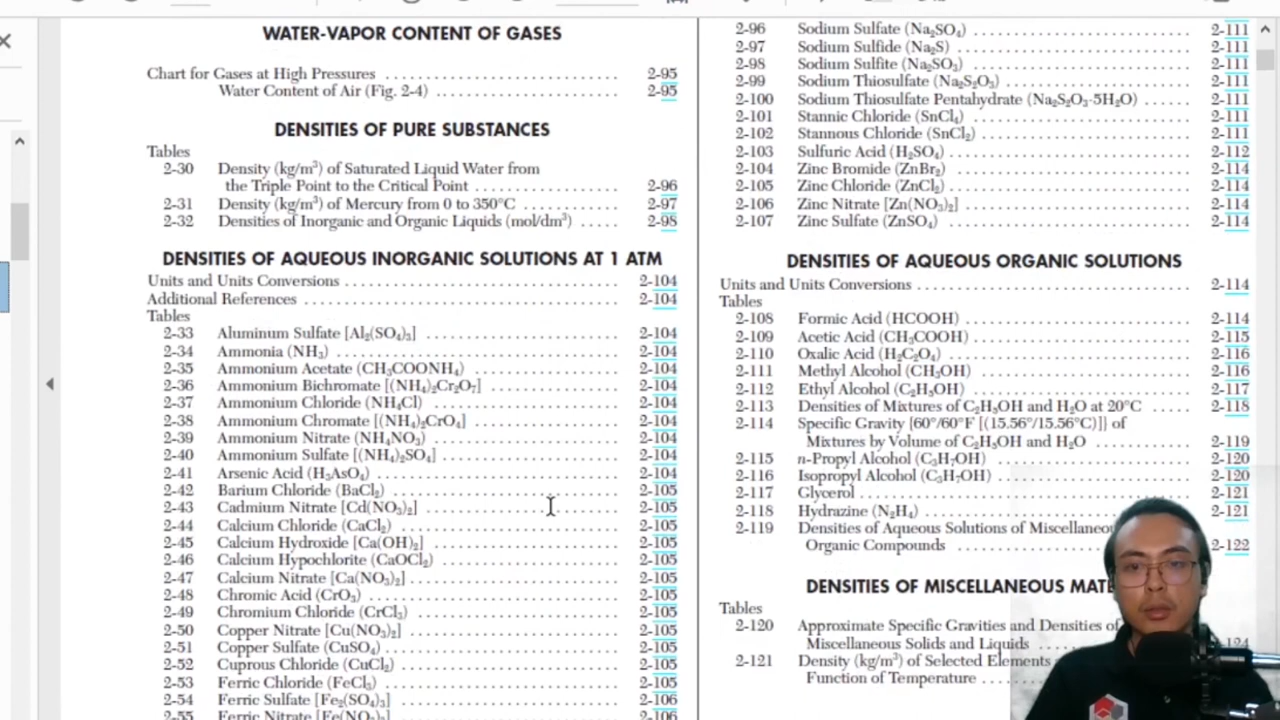 WATER-VAPOR CONTENT OF GASES
Chart for Gases at High Pressures 2-95
Water Content of Air (Fig. 2-4) 2-95
DENSITIES OF PURE SUBSTANCES
Tables
2-30 Density (kg/m³) of Saturated Liquid Water from
the Triple Point to the Critical Point 2-96
2-31 Density (kg/m³) of Mercury from 0 to 350°C 2-97
2-32 Densities of Inorganic and Organic Liquids (mol/dm³) 2-98
DENSITIES OF AQUEOUS INORGANIC SOLUTIONS AT 1 ATM
Units and Units Conversions 2-104
Additional References 2-104
Tables
2-33 Aluminum Sulfate [Al₂(SO₄)₃] 2-104
2-34 Ammonia (NH₃) 2-104
2-35 Ammonium Acetate (CH₃COONH₄) 2-104
2-36 Ammonium Bichromate [(NH₄)₂Cr₂O₇] 2-104
2-37 Ammonium Chloride (NH₄Cl) 2-104
2-38 Ammonium Chromate [(NH₄)₂CrO₄] 2-104
2-39 Ammonium Nitrate (NH₄NO₃) 2-104
2-40 Ammonium Sulfate [(NH₄)₂SO₄] 2-104
2-41 Arsenic Acid (H₃AsO₄) 2-104
2-42 Barium Chloride (BaCl₂) 2-105
2-43 Cadmium Nitrate [Cd(NO₃)₂] 2-105
2-44 Calcium Chloride (CaCl₂) 2-105
2-45 Calcium Hydroxide [Ca(OH)₂] 2-105
2-46 Calcium Hypochlorite (CaOCl₂) 2-105
2-47 Calcium Nitrate [Ca(NO₃)₂] 2-105
2-48 Chromic Acid (CrO₃) 2-105
2-49 Chromium Chloride (CrCl₃) 2-105
2-50 Copper Nitrate [Cu(NO₃)₂] 2-105
2-51 Copper Sulfate (CuSO₄) 2-105
2-52 Cuprous Chloride (CuCl₂) 2-105
2-53 Ferric Chloride (FeCl₃) 2-105
2-54 Ferric Sulfate [Fe₂(SO₄)₃] 2-106
2-55 Ferric Nitrate [Fe(NO₃)₃] 2-106
2-96 Sodium Sulfate (Na₂SO₄) 2-111
2-97 Sodium Sulfide (Na₂S) 2-111
2-98 Sodium Sulfite (Na₂SO₃) 2-111
2-99 Sodium Thiosulfate (Na₂S₂O₃) 2-111
2-100 Sodium Thiosulfate Pentahydrate (Na₂S₂O₃·5H₂O) 2-111
2-101 Stannic Chloride (SnCl₄) 2-111
2-102 Stannous Chloride (SnCl₂) 2-111
2-103 Sulfuric Acid (H₂SO₄) 2-112
2-104 Zinc Bromide (ZnBr₂) 2-114
2-105 Zinc Chloride (ZnCl₂) 2-114
2-106 Zinc Nitrate [Zn(NO₃)₂] 2-114
2-107 Zinc Sulfate (ZnSO₄) 2-114
DENSITIES OF AQUEOUS ORGANIC SOLUTIONS
Units and Units Conversions 2-114
Tables
2-108 Formic Acid (HCOOH) 2-114
2-109 Acetic Acid (CH₃COOH) 2-115
2-110 Oxalic Acid (H₂C₂O₄) 2-116
2-111 Methyl Alcohol (CH₃OH) 2-116
2-112 Ethyl Alcohol (C₂H₅OH) 2-117
2-113 Densities of Mixtures of C₂H₅OH and H₂O at 20°C 2-118
2-114 Specific Gravity [60°/60°F [(15.56°/15.56°C)]] of
Mixtures by Volume of C₂H₅OH and H₂O 2-119
2-115 n-Propyl Alcohol (C₃H₇OH) 2-120
2-116 Isopropyl Alcohol (C₃H₇OH) 2-120
2-117 Glycerol 2-121
2-118 Hydrazine (N₂H₄) 2-121
2-119 Densities of Aqueous Solutions of Miscellaneou
Organic Compounds 2-122
DENSITIES OF MISCELLANEOUS MATE
Tables
2-120 Approximate Specific Gravities and Densities of
Miscellaneous Solids and Liquids 124
2-121 Density (kg/m³) of Selected Elements
Function of Temperature